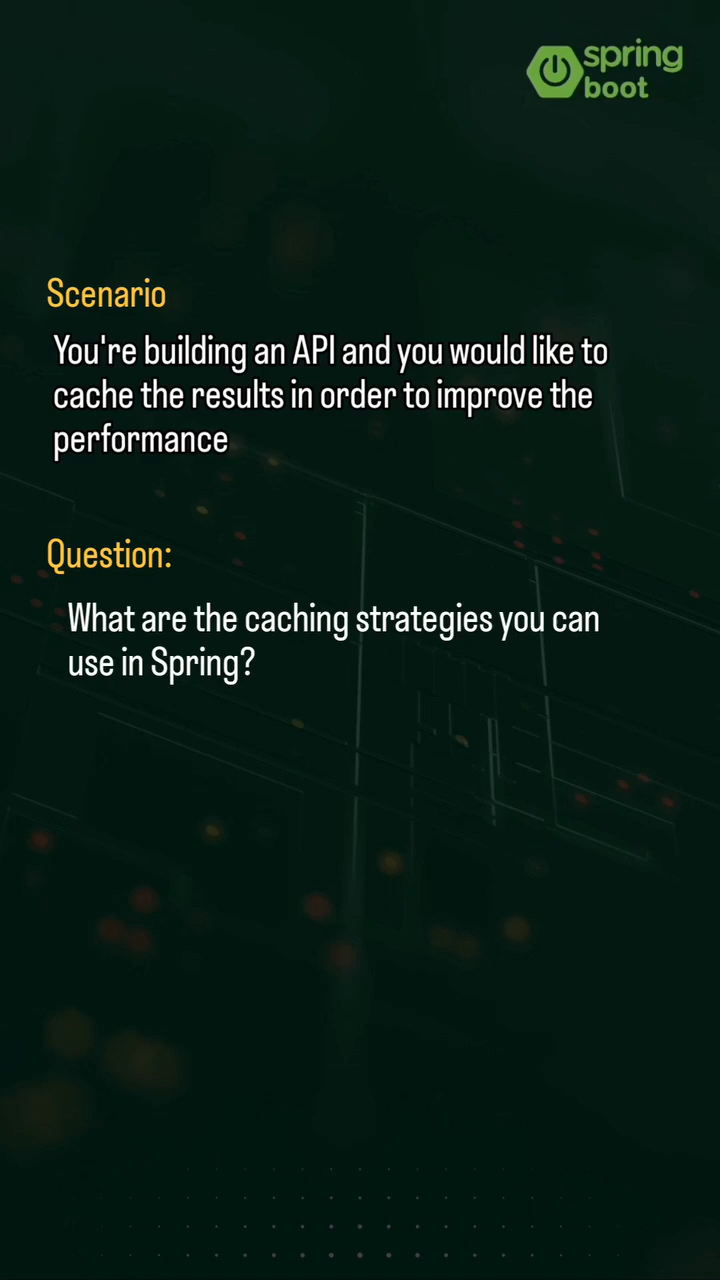 spring
boot
Scenario
You're building an API and you would like to
cache the results in order to improve the
performance
Question:
What are the caching strategies you can
use in Spring?